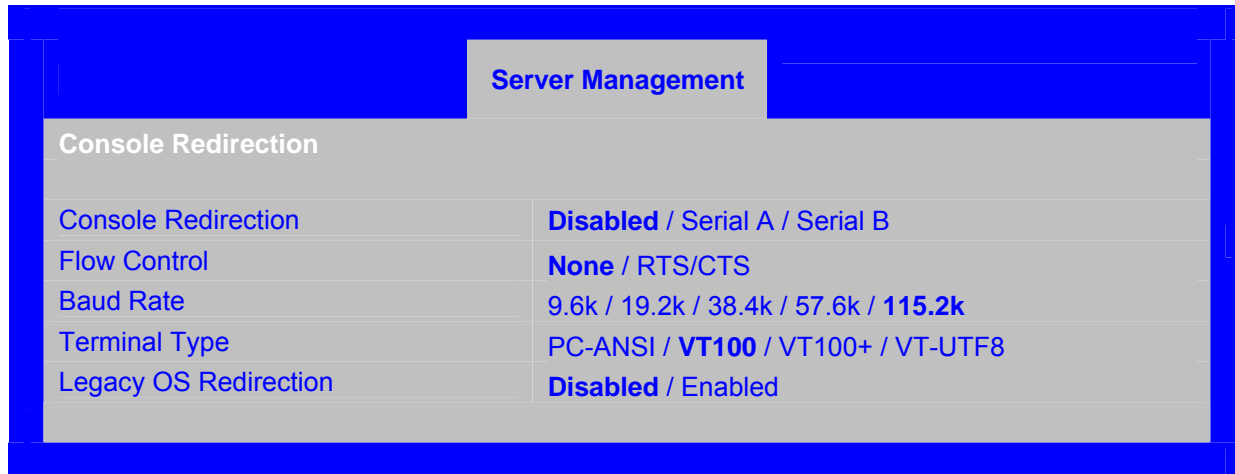 Server Management
Console Redirection
Console Redirection Disabled / Serial A / Serial B
Flow Control None / RTS/CTS
Baud Rate 9.6k / 19.2k / 38.4k / 57.6k / 115.2k
Terminal Type PC-ANSI / VT100 / VT100+ / VT-UTF8
Legacy OS Redirection Disabled / Enabled